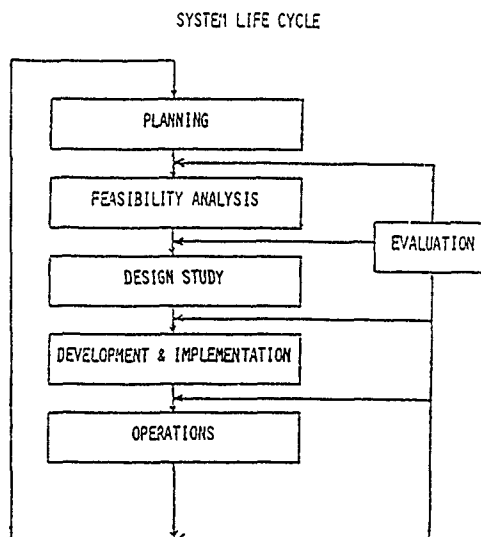 SYSTEM LIFE CYCLE
PLANNING
FEASIBILITY ANALYSIS
EVALUATION
DESIGN STUDY
DEVELOPMENT & IMPLEMENTATION
OPERATIONS